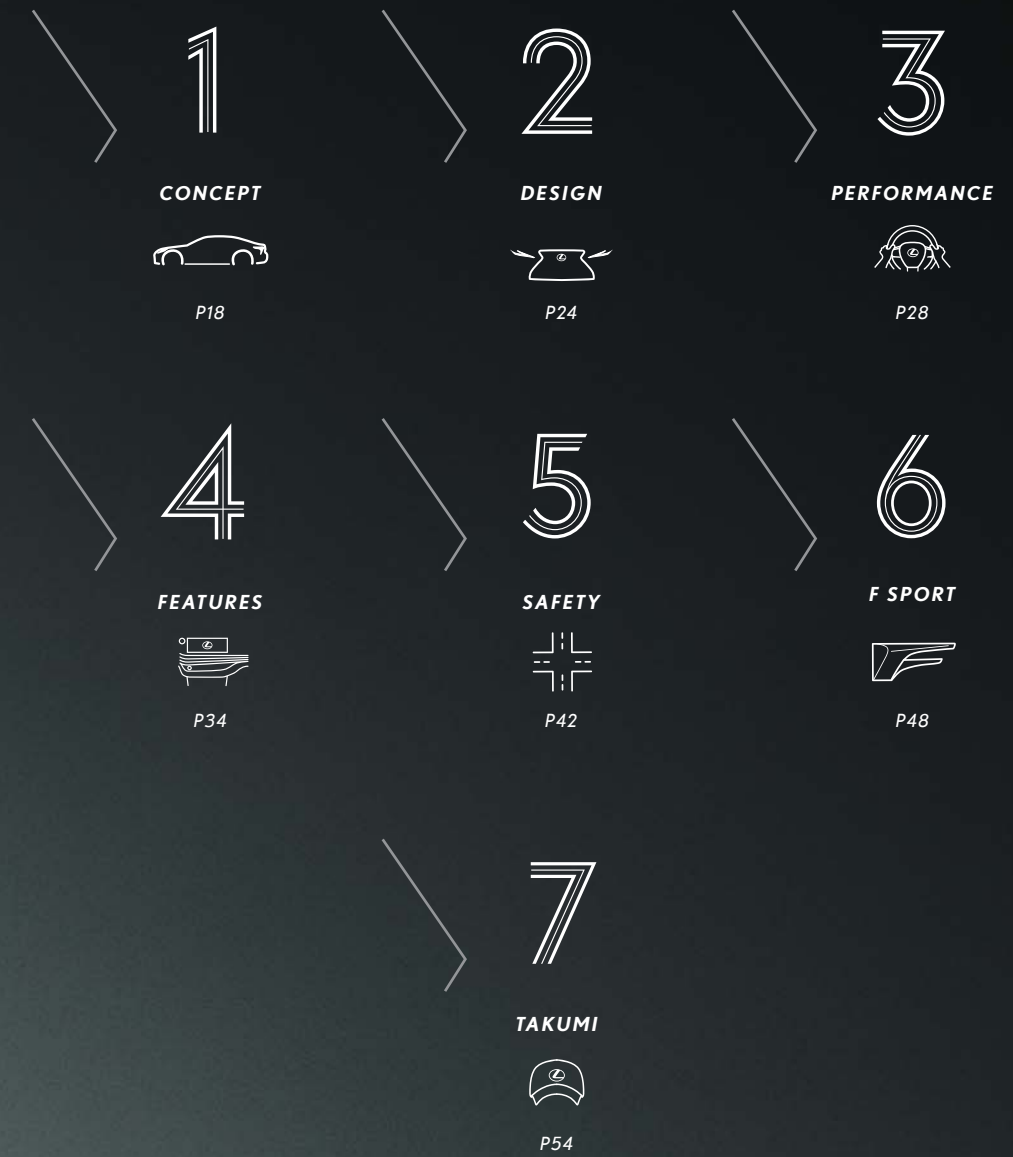 1
2
3
CONCEPT
DESIGN
PERFORMANCE
P18
P24
P28
4
5
6
FEATURES
SAFETY
F SPORT
P34
P42
P48
7
TAKUMI
P54